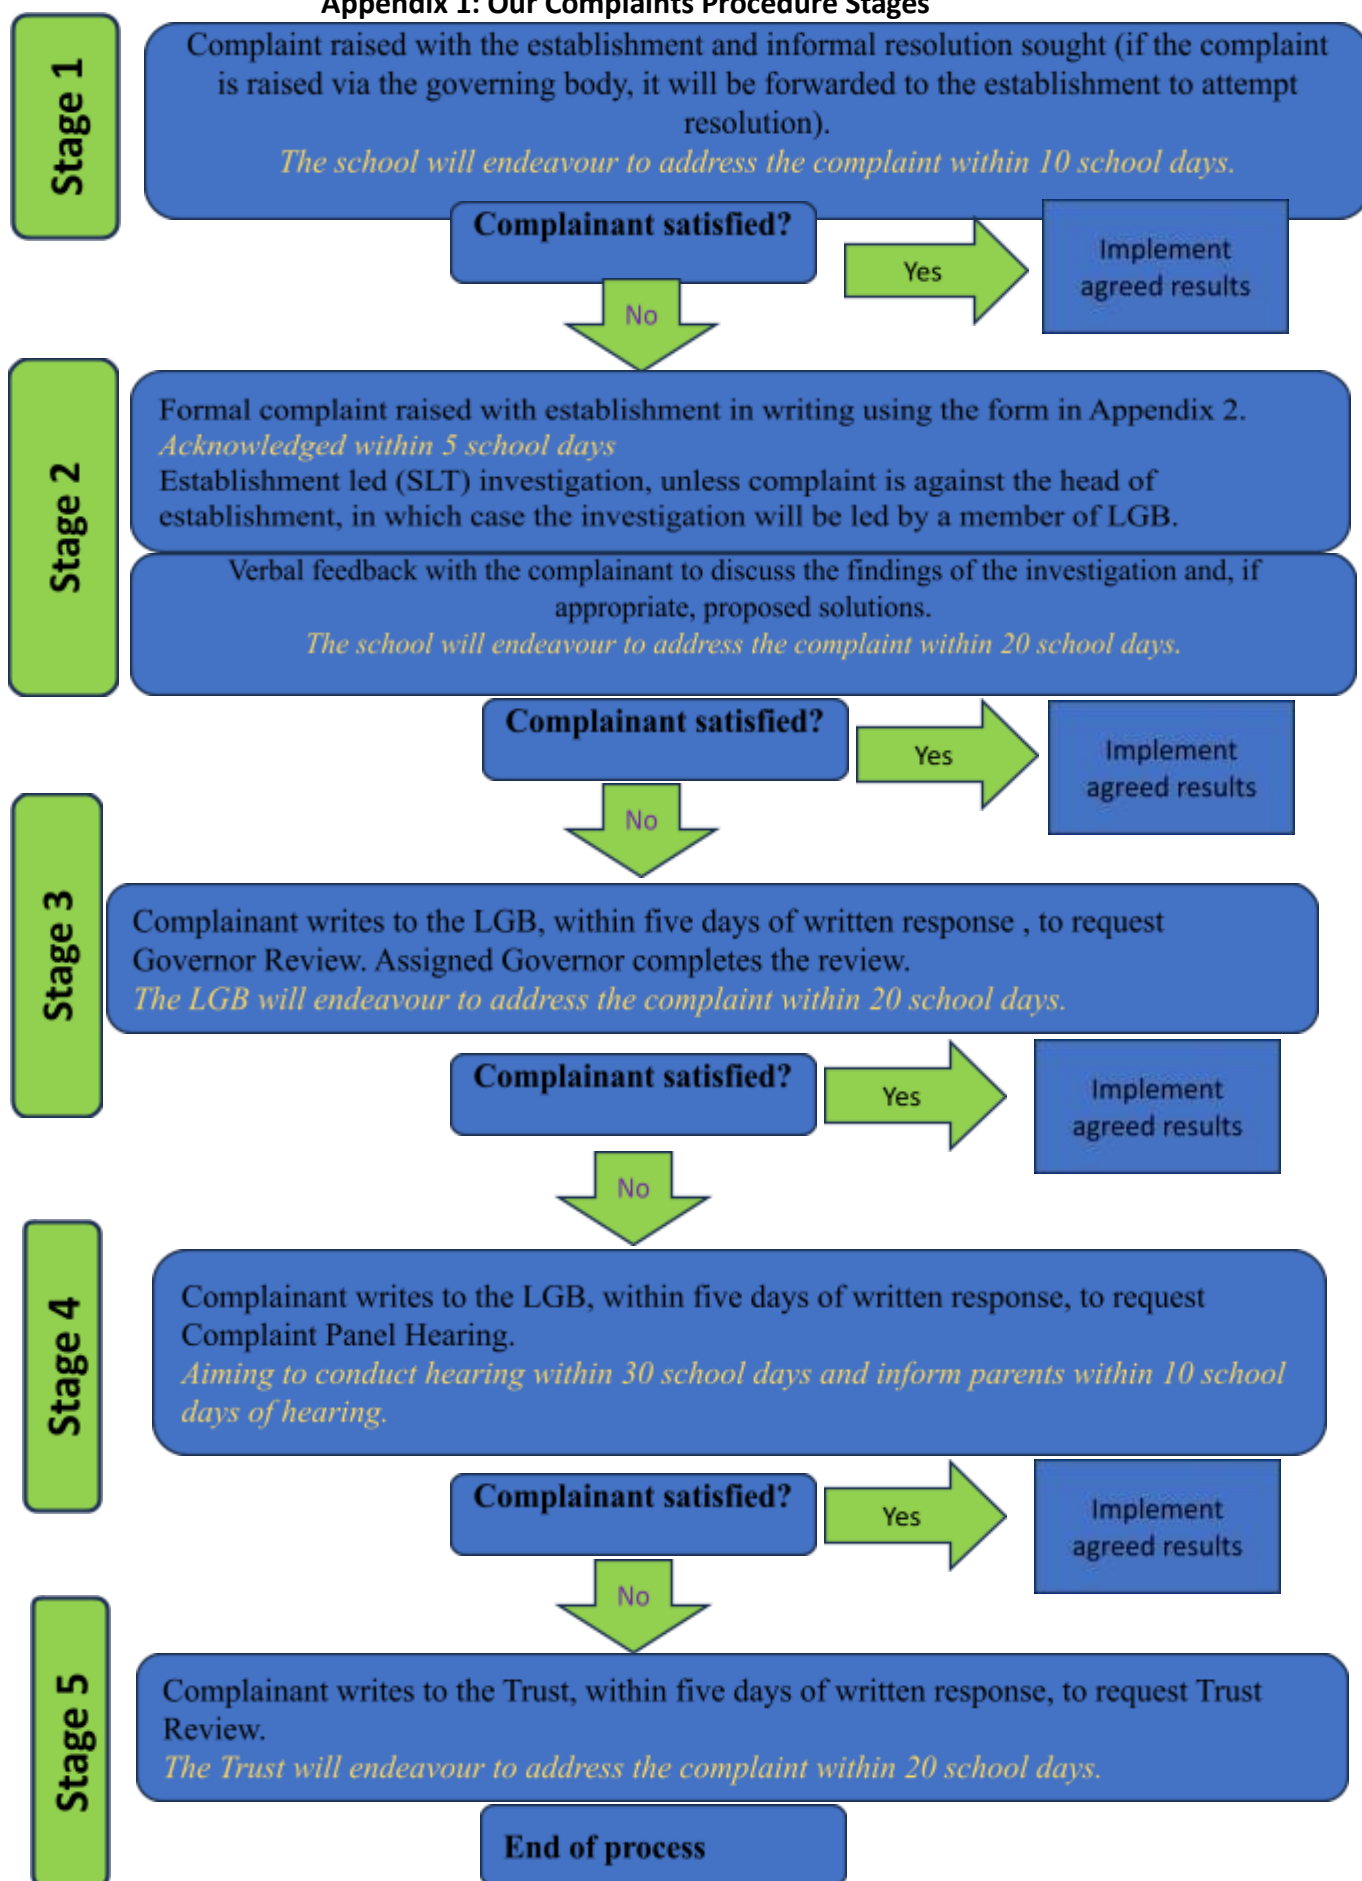 Appendix 1: Our Complaints Procedure Stages
Stage 1
Complaint raised with the establishment and informal resolution sought (if the complaint
is raised via the governing body, it will be forwarded to the establishment to attempt
resolution).
The school will endeavour to address the complaint within 10 school days.
Complainant satisfied?
Yes
Implement
agreed results
No
Stage 2
Formal complaint raised with establishment in writing using the form in Appendix 2.
Acknowledged within 5 school days
Establishment led (SLT) investigation, unless complaint is against the head of
establishment, in which case the investigation will be led by a member of LGB.
Verbal feedback with the complainant to discuss the findings of the investigation and, if
appropriate, proposed solutions.
The school will endeavour to address the complaint within 20 school days.
Complainant satisfied?
Yes
Implement
agreed results
No
Stage 3
Complainant writes to the LGB, within five days of written response , to request
Governor Review. Assigned Governor completes the review.
The LGB will endeavour to address the complaint within 20 school days.
Complainant satisfied?
Yes
Implement
agreed results
No
Stage 4
Complainant writes to the LGB, within five days of written response, to request
Complaint Panel Hearing.
Aiming to conduct hearing within 30 school days and inform parents within 10 school
days of hearing.
Complainant satisfied?
Yes
Implement
agreed results
No
Stage 5
Complainant writes to the Trust, within five days of written response, to request Trust
Review.
The Trust will endeavour to address the complaint within 20 school days.
End of process